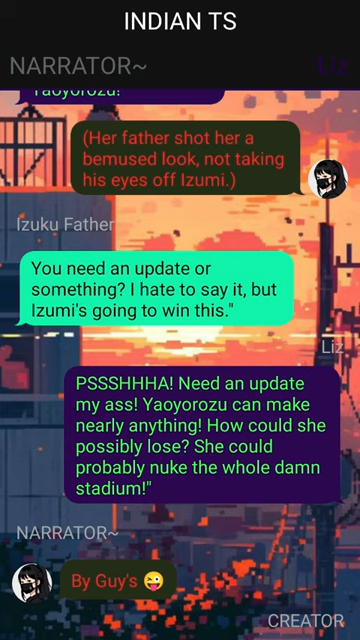 INDIAN TS
NARRATOR~
Liz
Yaoyorozu!
(Her father shot her a
bemused look, not taking
his eyes off Izumi.)
Izuku Father
You need an update or
something? I hate to say it, but
Izumi's going to win this."
Liz
PSSSHHHA! Need an update
my ass! Yaoyorozu can make
nearly anything! How could she
possibly lose? She could
probably nuke the whole damn
stadium!"
NARRATOR~
By Guy's 😜
CREATOR